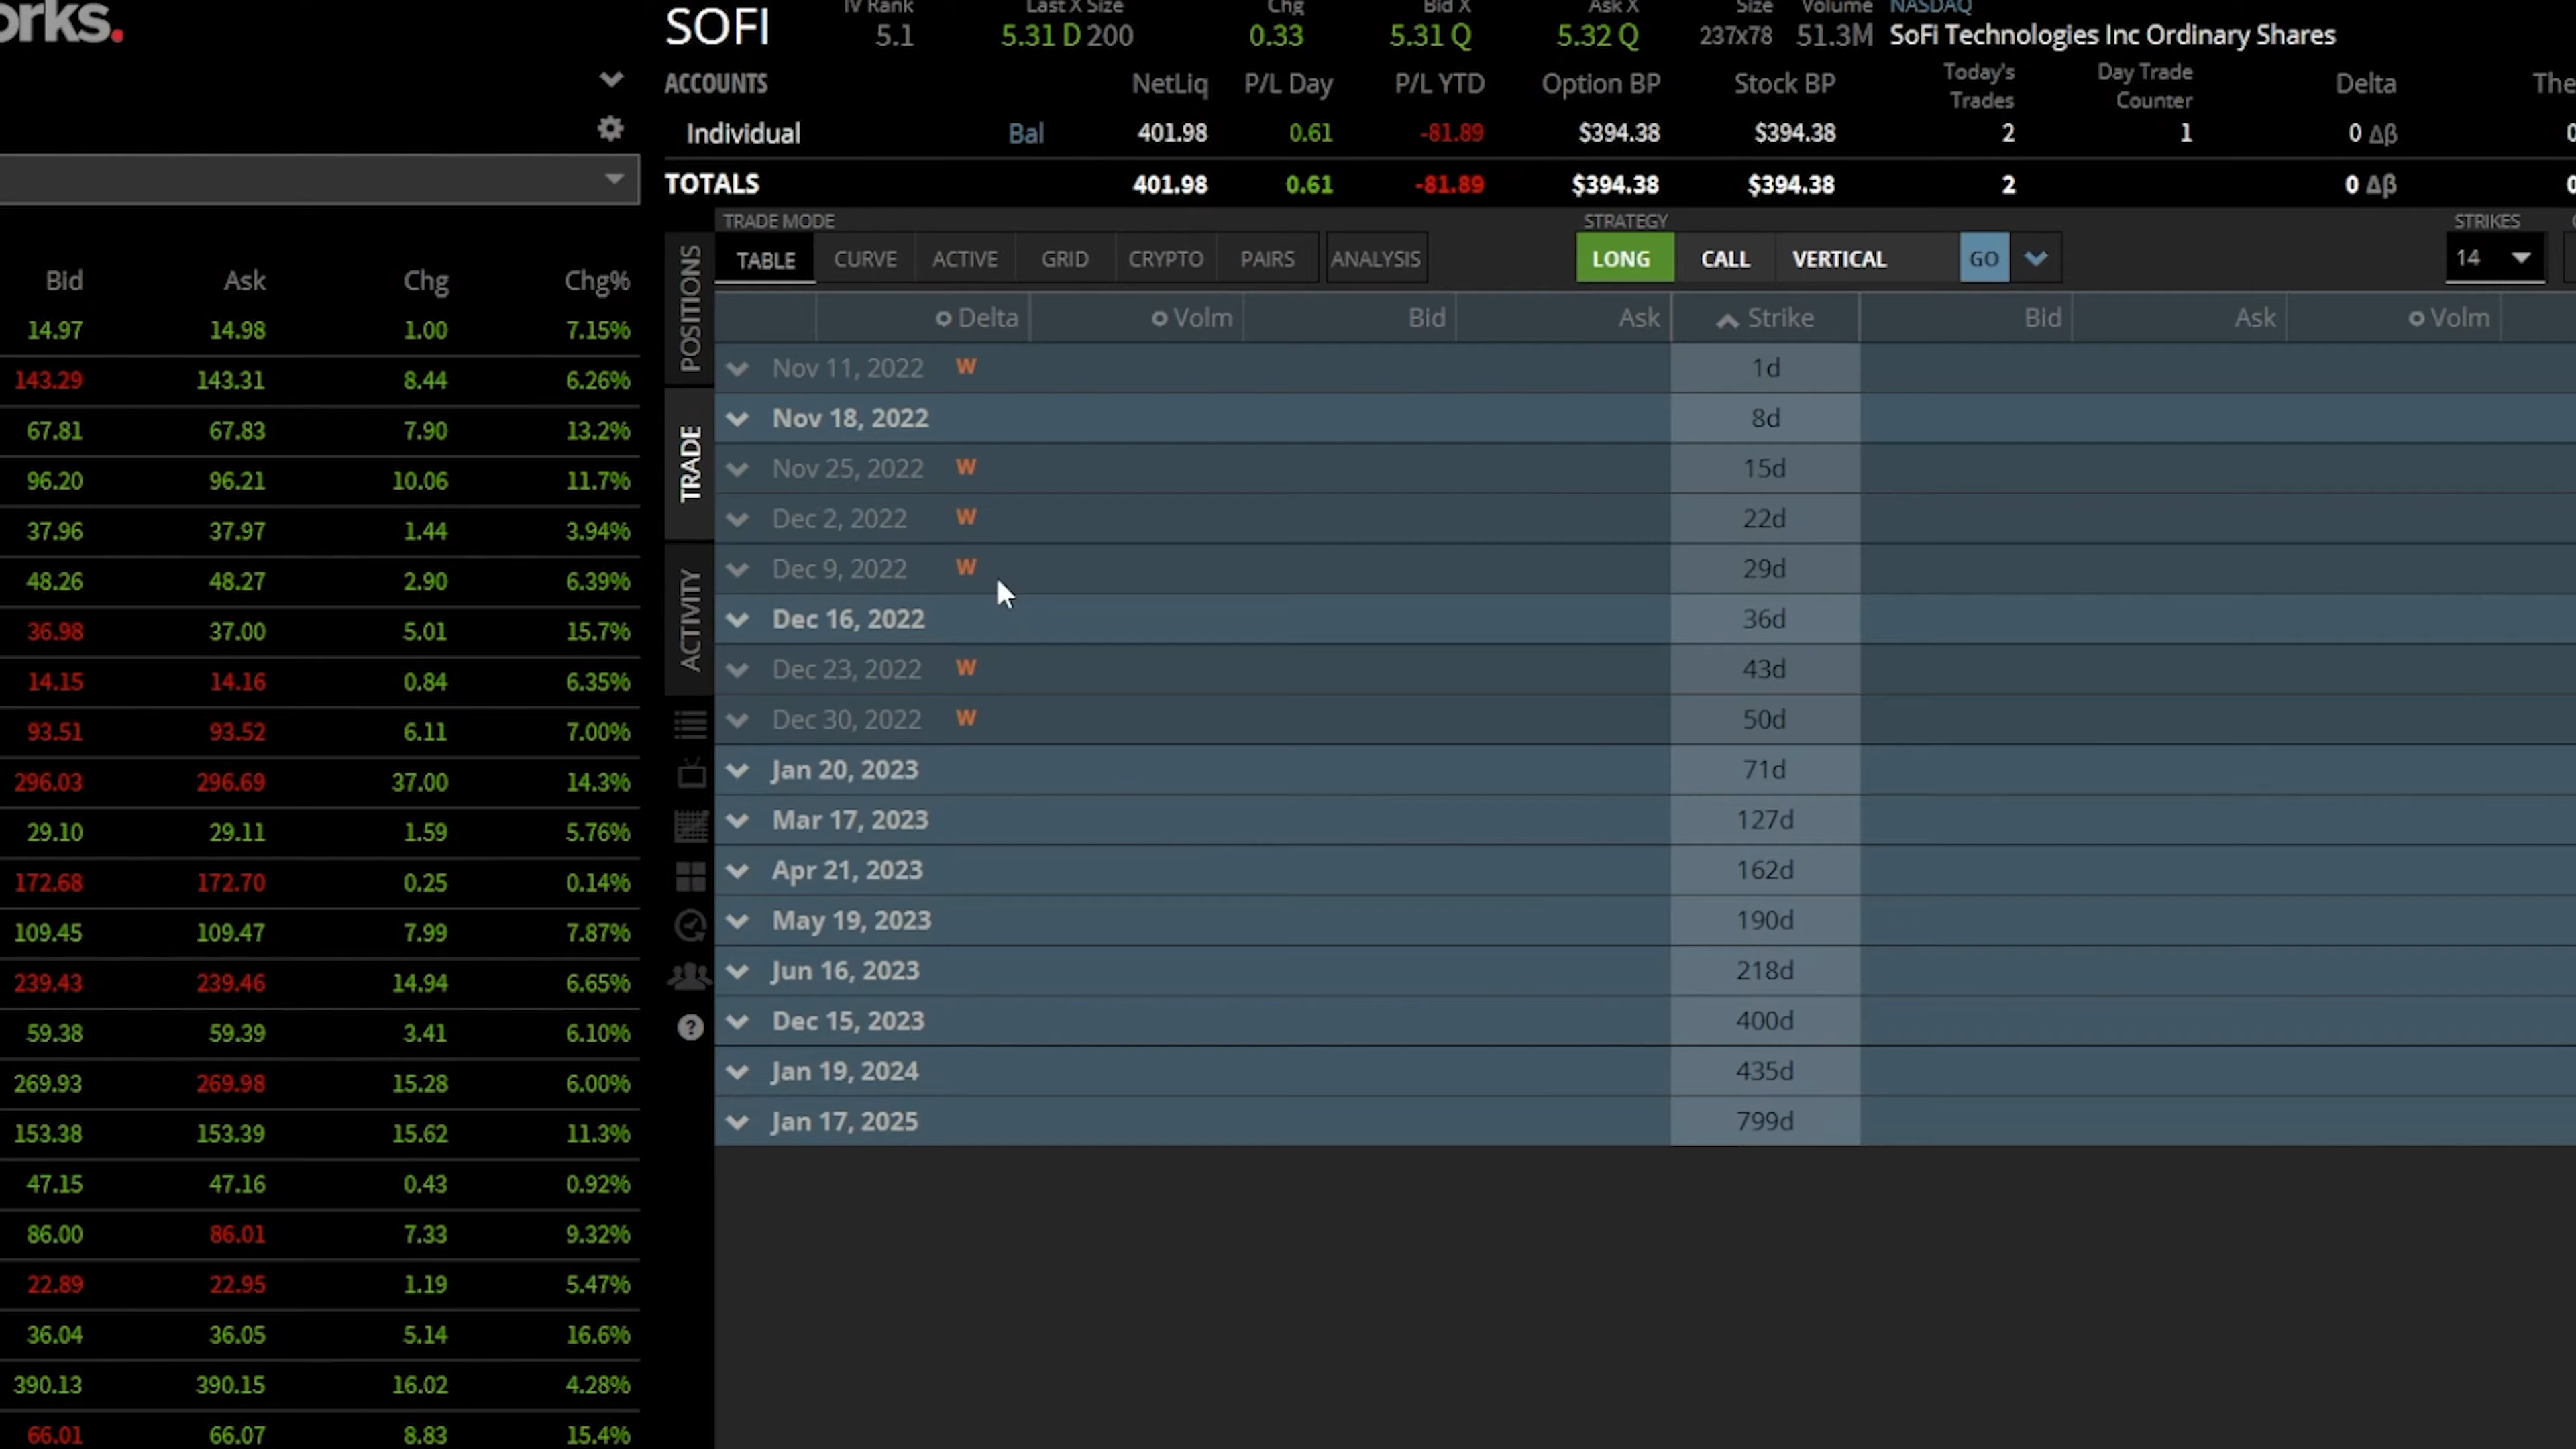 orks.
Bid Ask Chg Chg%
14.97 14.98 1.00 7.15%
143.29 143.31 8.44 6.26%
67.81 67.83 7.90 13.2%
96.20 96.21 10.06 11.7%
37.96 37.97 1.44 3.94%
48.26 48.27 2.90 6.39%
36.98 37.00 5.01 15.7%
14.15 14.16 0.84 6.35%
93.51 93.52 6.11 7.00%
296.03 296.69 37.00 14.3%
29.10 29.11 1.59 5.76%
172.68 172.70 0.25 0.14%
109.45 109.47 7.99 7.87%
239.43 239.46 14.94 6.65%
59.38 59.39 3.41 6.10%
269.93 269.98 15.28 6.00%
153.38 153.39 15.62 11.3%
47.15 47.16 0.43 0.92%
86.00 86.01 7.33 9.32%
22.89 22.95 1.19 5.47%
36.04 36.05 5.14 16.6%
390.13 390.15 16.02 4.28%
66.01 66.07 8.83 15.4%
IV Rank Last X Size Chg Bid X Ask X Size Volume NASDAQ
SOFI 5.1 5.31 D 200 0.33 5.31 Q 5.32 Q 237x78 51.3M SoFi Technologies Inc Ordinary Shares
ACCOUNTS NetLiq P/L Day P/L YTD Option BP Stock BP Today's Trades Day Trade Counter Delta The
Individual Bal 401.98 0.61 -81.89 $394.38 $394.38 2 1 0 Δβ 0
TOTALS 401.98 0.61 -81.89 $394.38 $394.38 2 0 Δβ 0
TRADE MODE STRATEGY STRIKES
TABLE CURVE ACTIVE GRID CRYPTO PAIRS ANALYSIS LONG CALL VERTICAL GO 14
POSITIONS
TRADE
ACTIVITY
?
Delta Volm Bid Ask Strike Bid Ask Volm
Nov 11, 2022 W 1d
Nov 18, 2022 8d
Nov 25, 2022 W 15d
Dec 2, 2022 W 22d
Dec 9, 2022 W 29d
Dec 16, 2022 36d
Dec 23, 2022 W 43d
Dec 30, 2022 W 50d
Jan 20, 2023 71d
Mar 17, 2023 127d
Apr 21, 2023 162d
May 19, 2023 190d
Jun 16, 2023 218d
Dec 15, 2023 400d
Jan 19, 2024 435d
Jan 17, 2025 799d